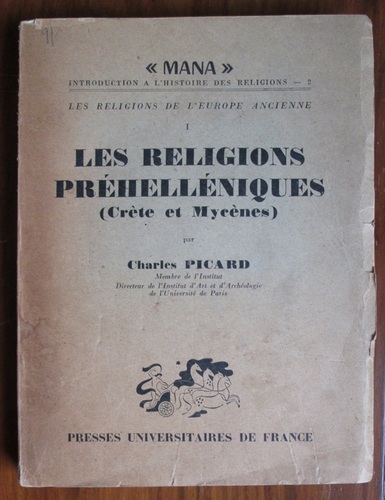 « MANA »
INTRODUCTION A L'HISTOIRE DES RELIGIONS — 2
LES RELIGIONS DE L'EUROPE ANCIENNE
I
LES RELIGIONS
PRÉHELLÉNIQUES
(Crète et Mycènes)
par
Charles PICARD
Membre de l'Institut
Directeur de l'Institut d'Art et d'Archéologie
de l'Université de Paris
PRESSES UNIVERSITAIRES DE FRANCE